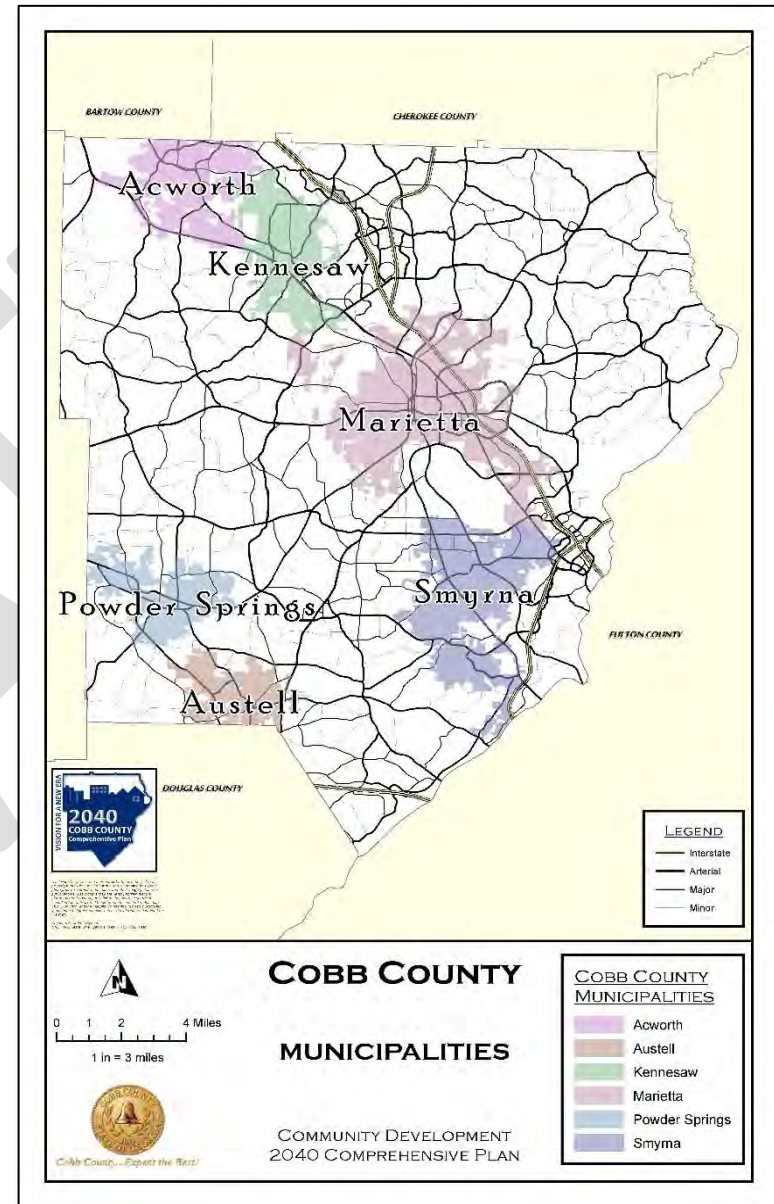 BARTOW COUNTY
CHEROKEE COUNTY
Acworth
Kennesaw
Marietta
Powder Springs
Smyrna
FULTON COUNTY
Austell
DOUGLAS COUNTY
VISION FOR A NEW ERA
2040
COBB COUNTY
Comprehensive Plan
LEGEND
Interstate
Arterial
Major
Minor
N
0 1 2 4 Miles
1 in = 3 miles
COBB COUNTY
MUNICIPALITIES
COMMUNITY DEVELOPMENT
2040 COMPREHENSIVE PLAN
COBB COUNTY
Cobb County...Expect the Best!
COBB COUNTY
MUNICIPALITIES
Acworth
Austell
Kennesaw
Marietta
Powder Springs
Smyrna